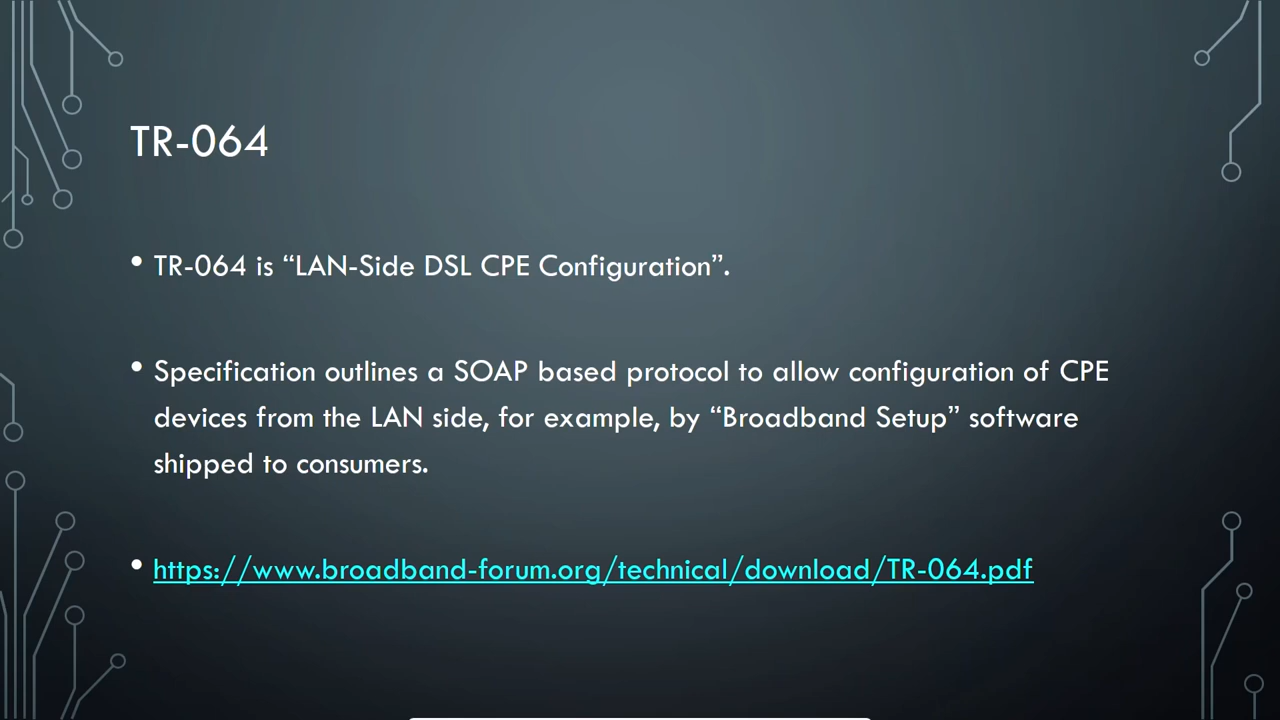 TR-064
• TR-064 is “LAN-Side DSL CPE Configuration”.
• Specification outlines a SOAP based protocol to allow configuration of CPE
devices from the LAN side, for example, by “Broadband Setup” software
shipped to consumers.
• https://www.broadband-forum.org/technical/download/TR-064.pdf